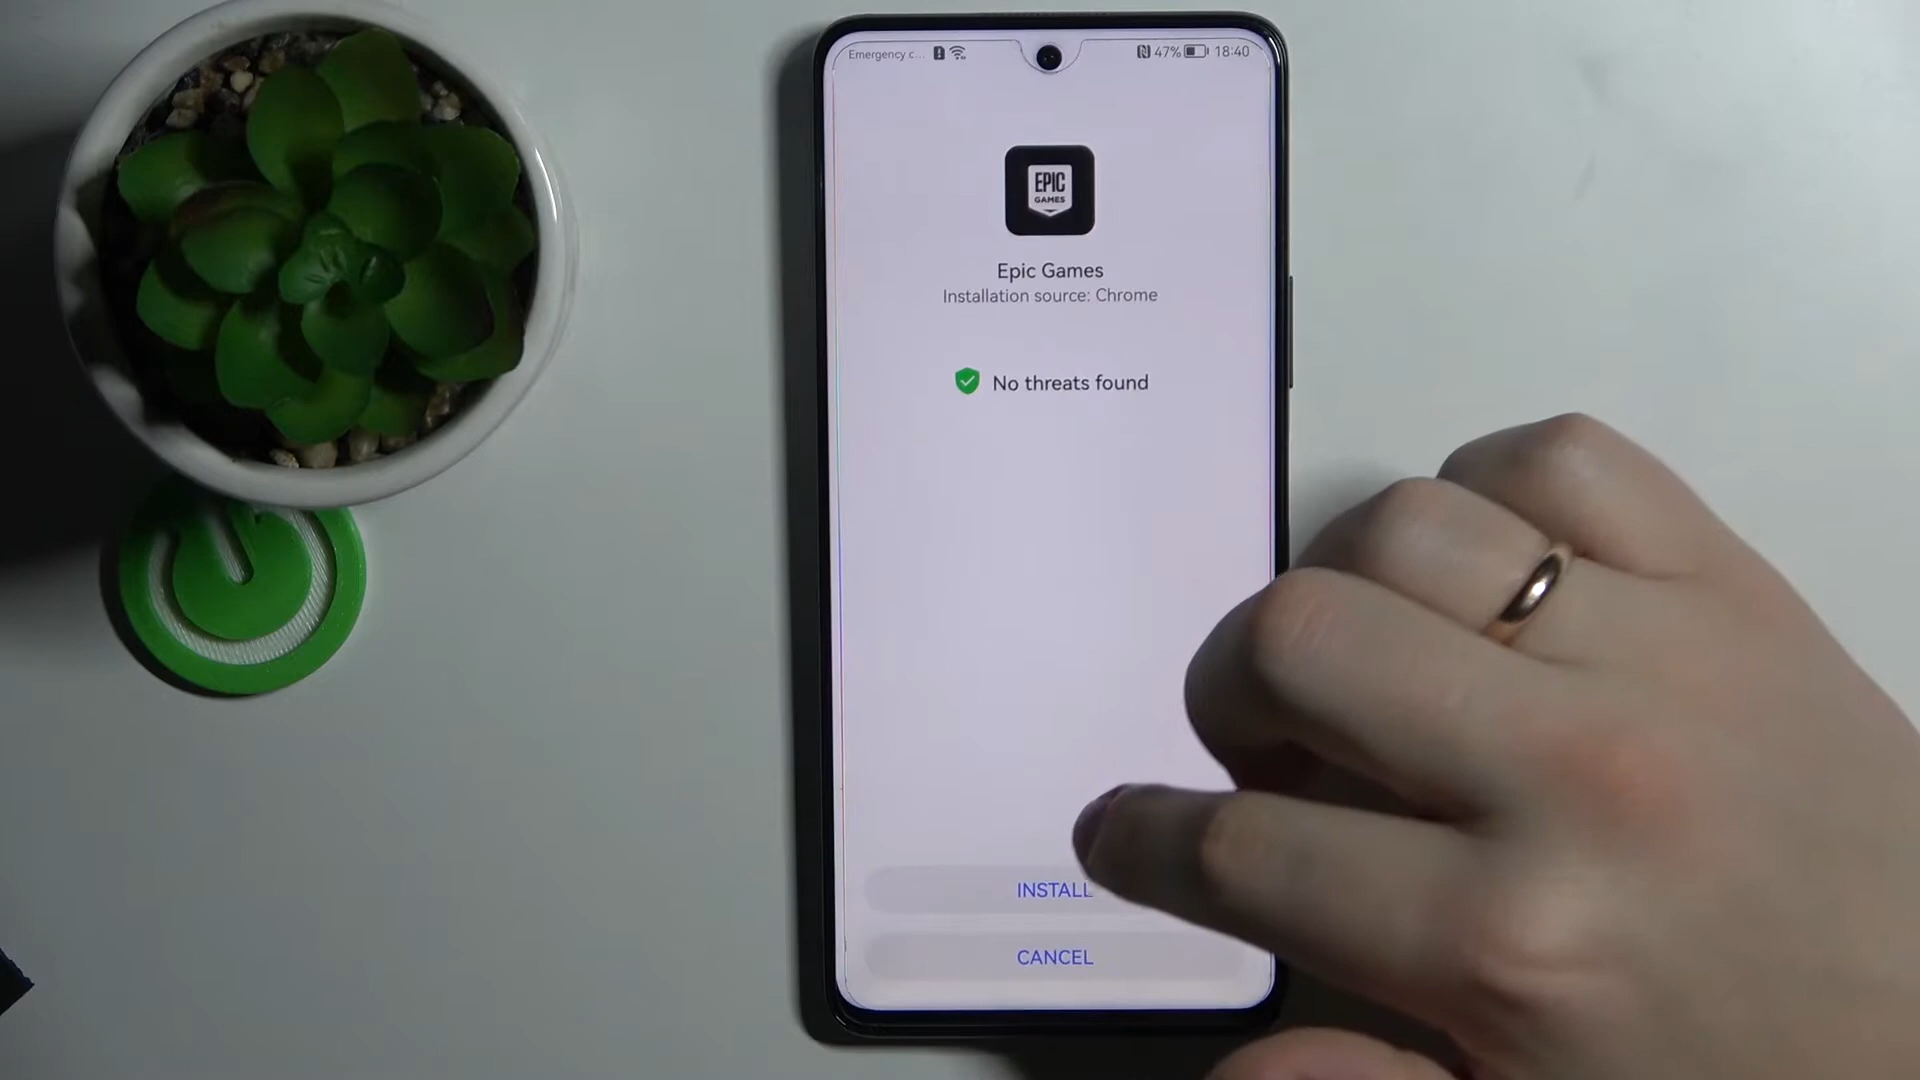 Emergency c...
47% 18:40
EPIC
GAMES
Epic Games
Installation source: Chrome
No threats found
INSTALL
CANCEL